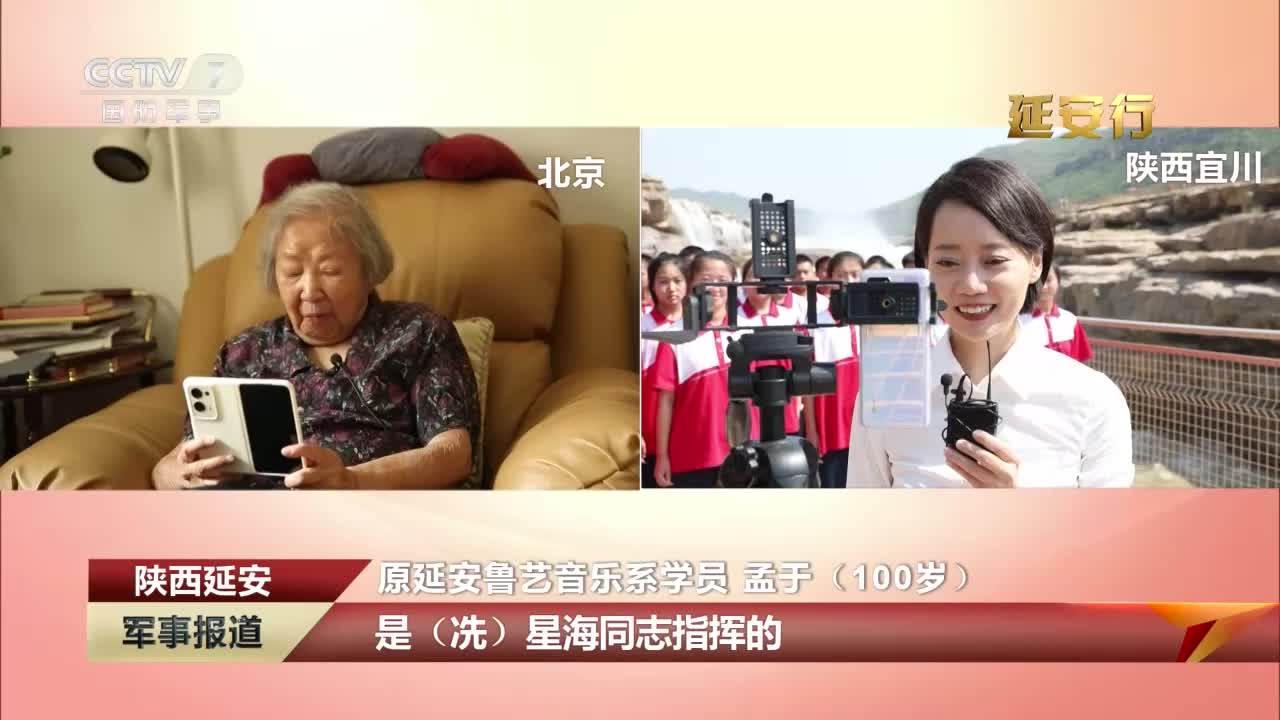 CCTV 7
国防军事
延安行
北京
陕西宜川
陕西延安
原延安鲁艺音乐系学员 孟于（100岁）
军事报道
是（冼）星海同志指挥的